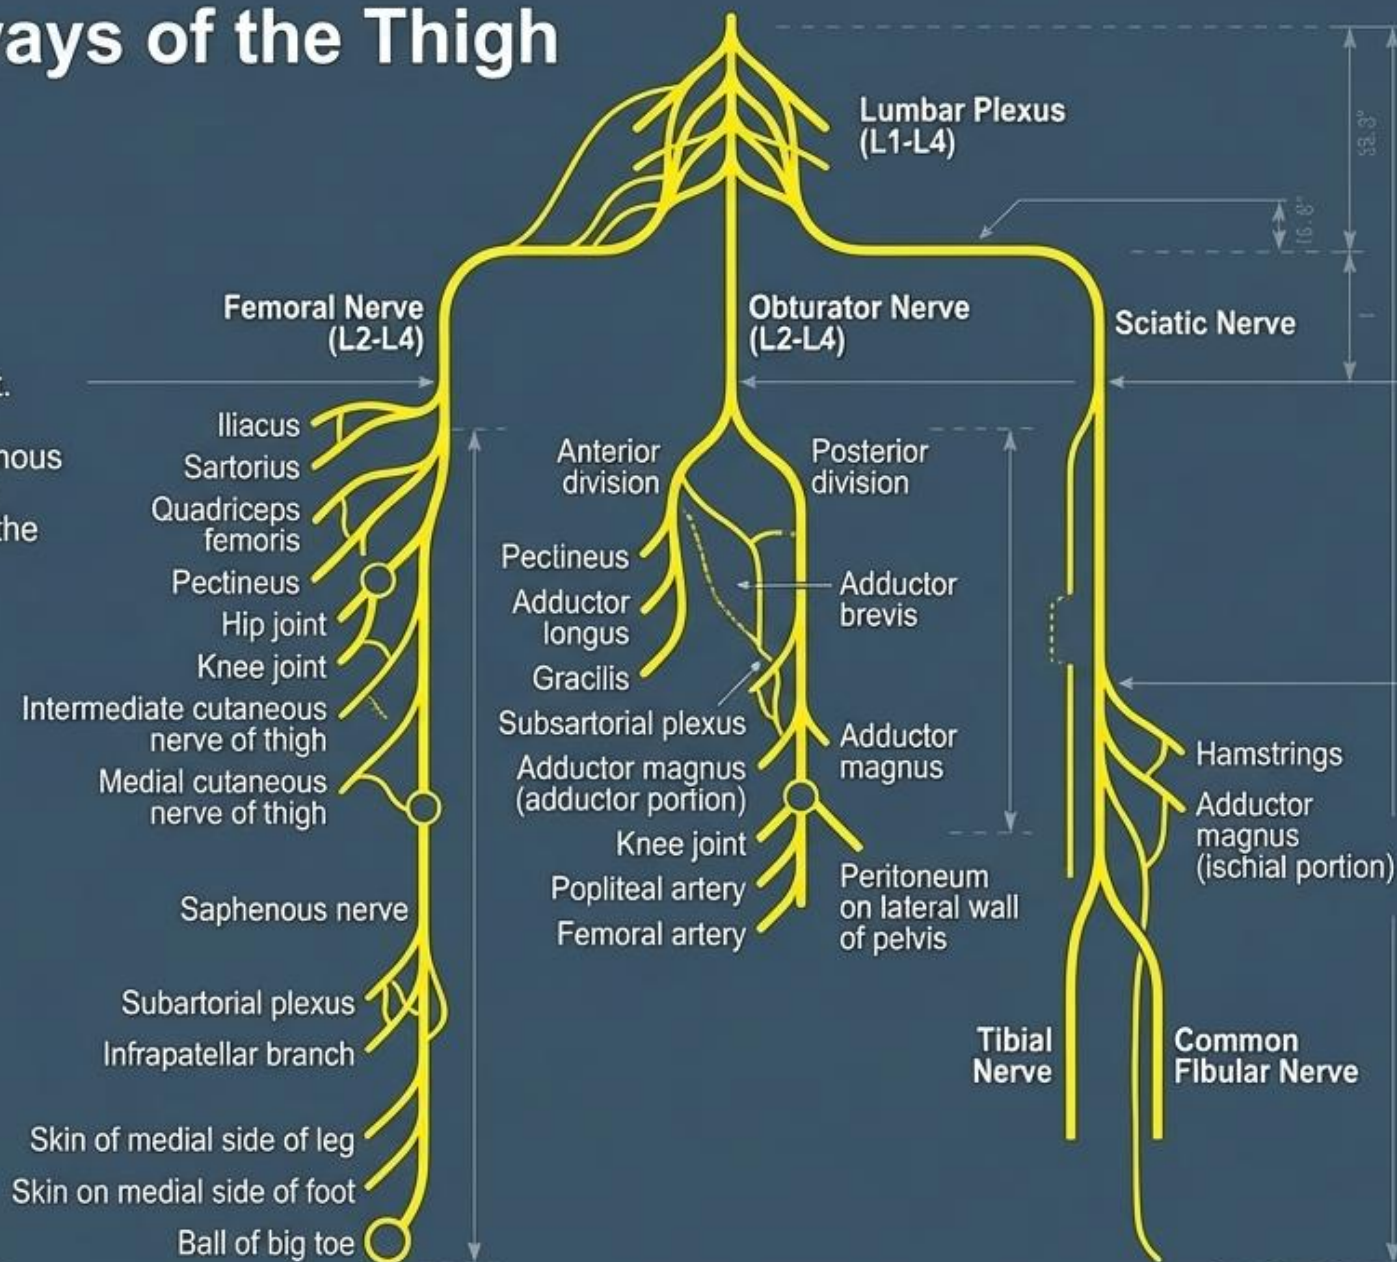 ways of the Thigh
Lumbar Plexus
(L1-L4)
Femoral Nerve
(L2-L4)
Obturator Nerve
(L2-L4)
Sciatic Nerve
t.
nous
the
Iliacus
Sartorius
Quadriceps
femoris
Pectineus
Hip joint
Knee joint
Intermediate cutaneous
nerve of thigh
Medial cutaneous
nerve of thigh
Saphenous nerve
Subartorial plexus
Infrapatellar branch
Skin of medial side of leg
Skin on medial side of foot
Ball of big toe
Anterior
division
Posterior
division
Pectineus
Adductor
longus
Gracilis
Adductor
brevis
Subsartorial plexus
Adductor magnus
(adductor portion)
Adductor
magnus
Knee joint
Popliteal artery
Femoral artery
Peritoneum
on lateral wall
of pelvis
Hamstrings
Adductor
magnus
(ischial portion)
Tibial
Nerve
Common
Fibular Nerve